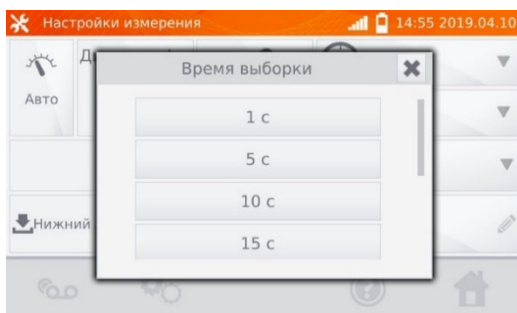 Настройки измерения 14:55 2019.04.10
Время выборки
Авто
1 с
5 с
10 с
15 с
Нижний